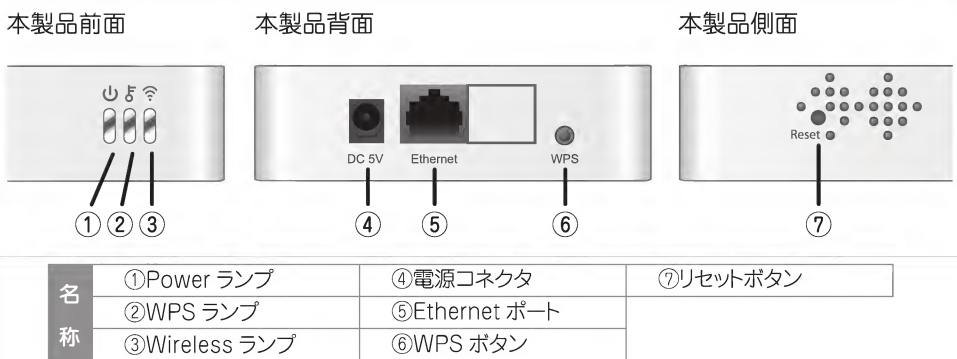 本製品前面 本製品背面 本製品側面
DC 5V Ethernet WPS
Reset
① ② ③ ④ ⑤ ⑥ ⑦
名称
①Power ランプ ④電源コネクタ ⑦リセットボタン
②WPS ランプ ⑤Ethernet ポート
③Wireless ランプ ⑥WPS ボタン